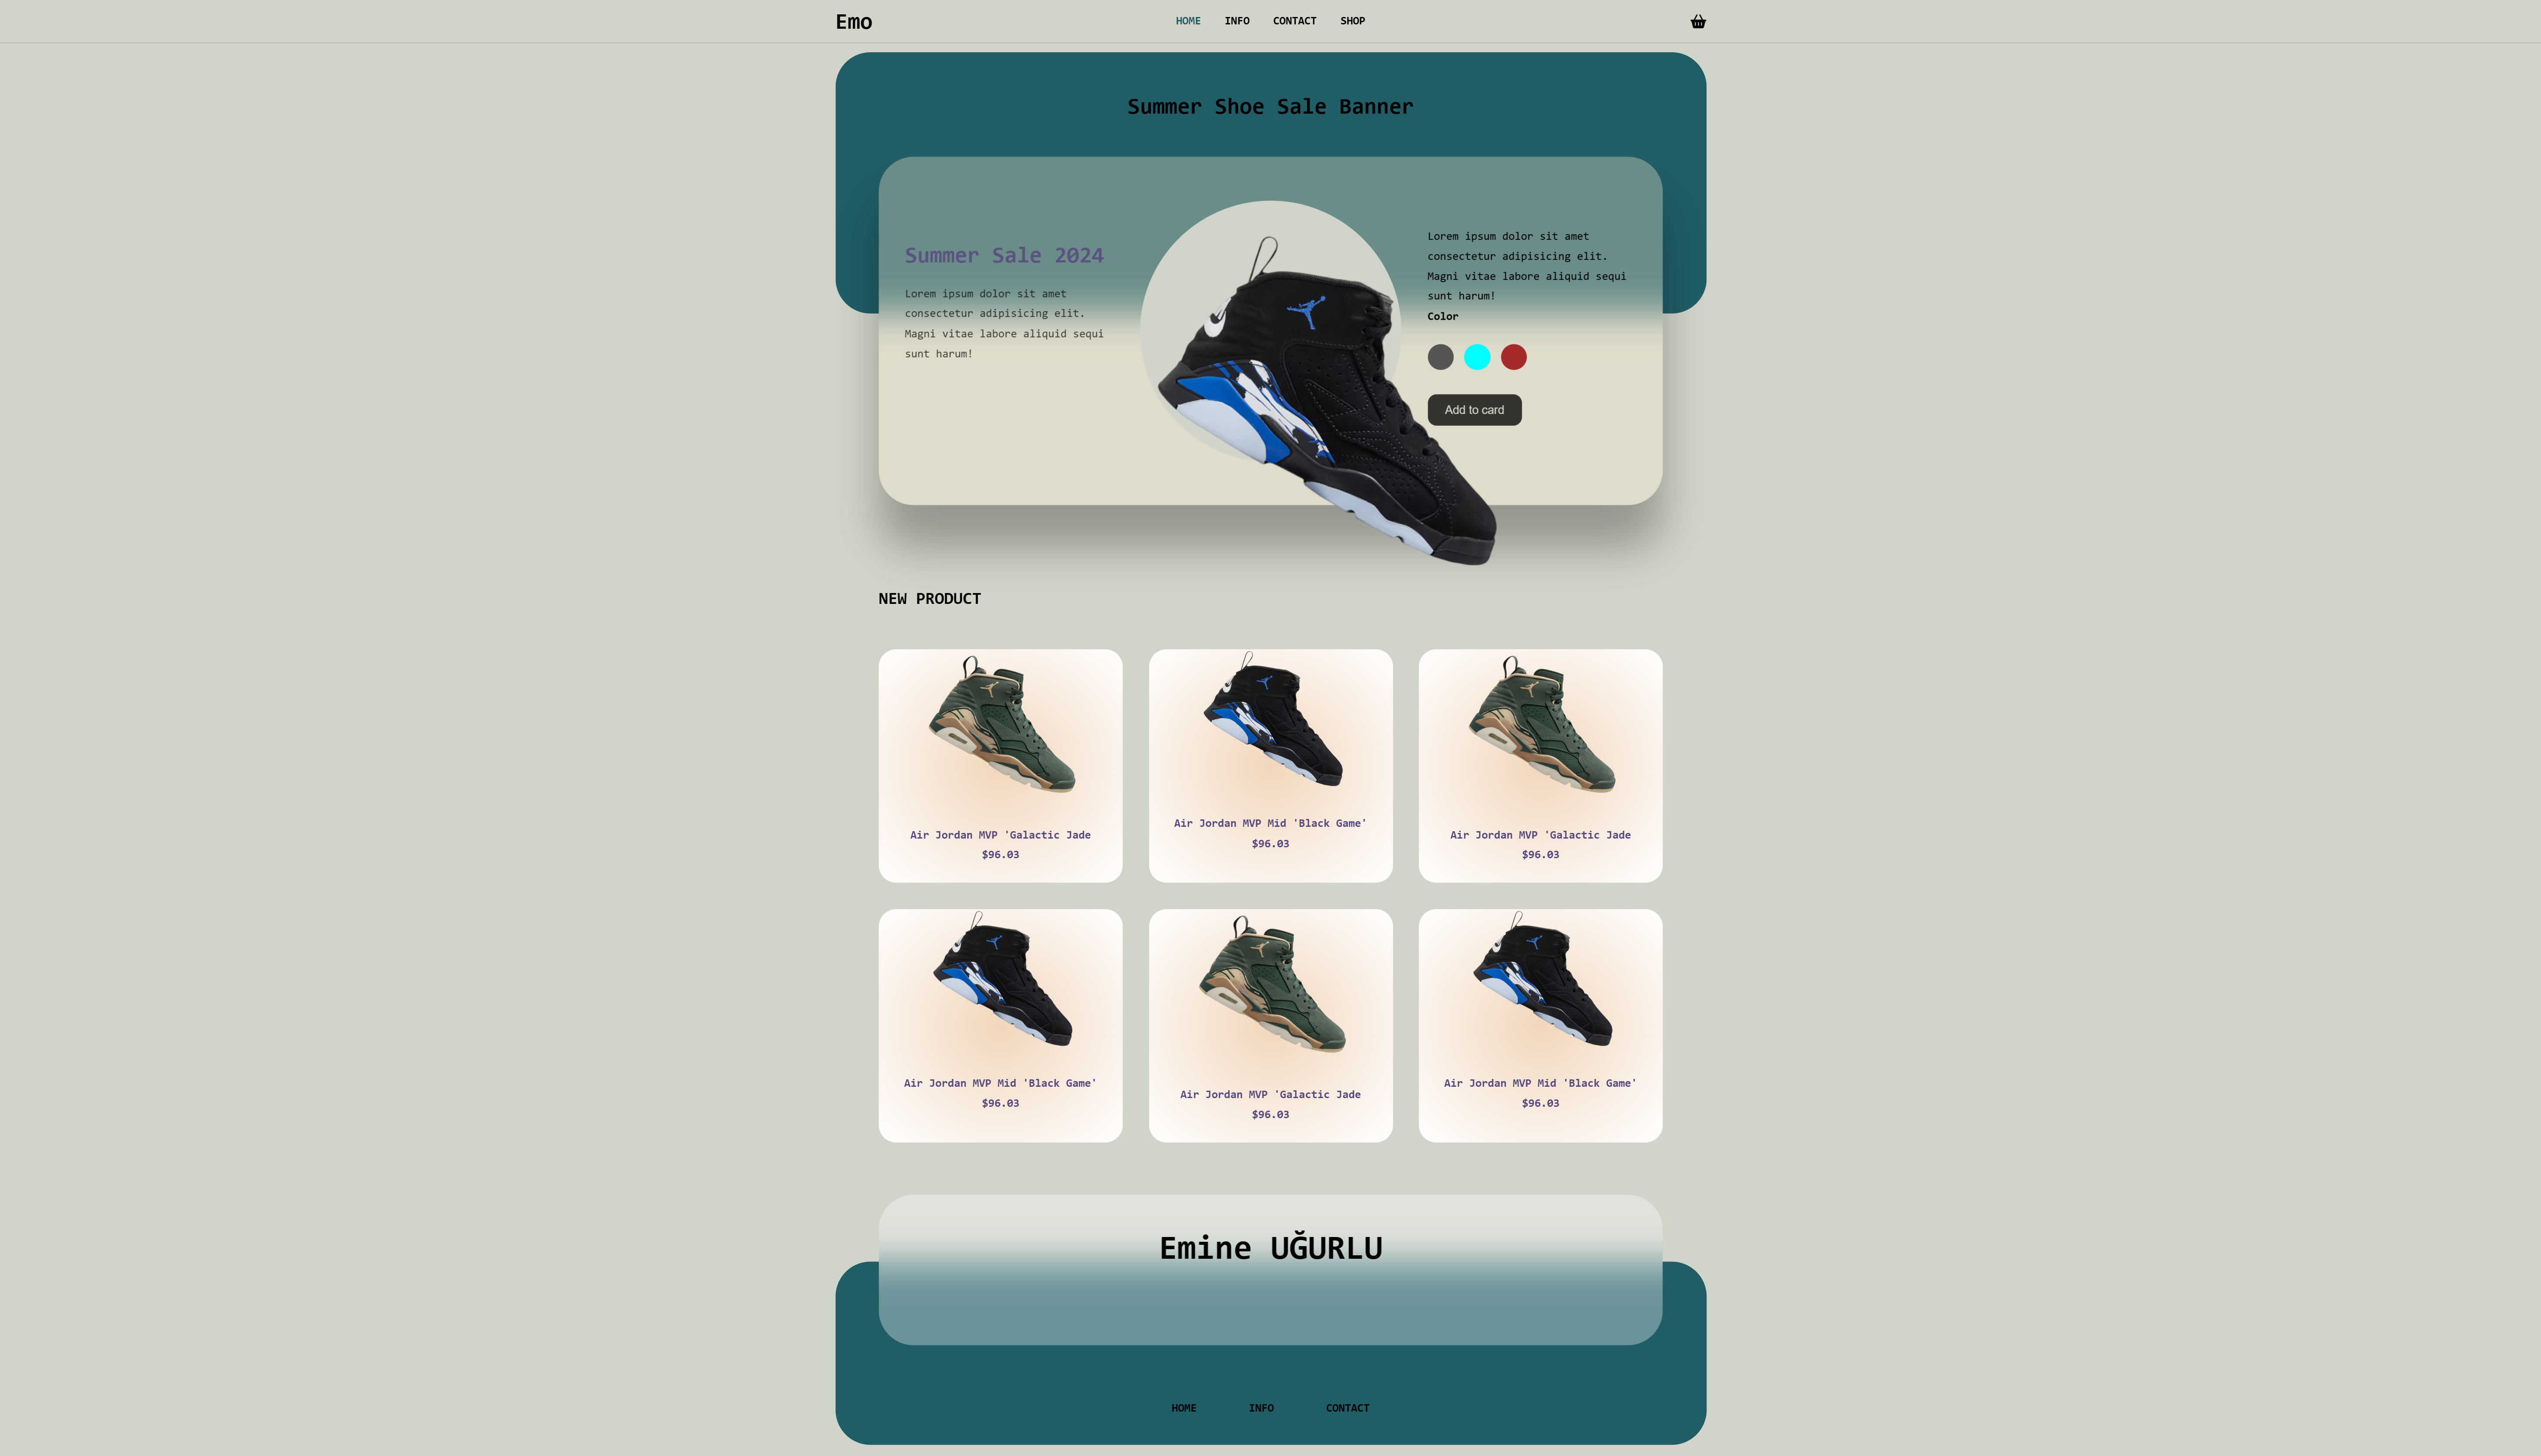 Emo
HOME INFO CONTACT SHOP
Summer Shoe Sale Banner
Summer Sale 2024
Lorem ipsum dolor sit amet
consectetur adipisicing elit.
Magni vitae labore aliquid sequi
sunt harum!
Lorem ipsum dolor sit amet
consectetur adipisicing elit.
Magni vitae labore aliquid sequi
sunt harum!
Color
Add to card
NEW PRODUCT
Air Jordan MVP 'Galactic Jade
$96.03
Air Jordan MVP Mid 'Black Game'
$96.03
Air Jordan MVP 'Galactic Jade
$96.03
Air Jordan MVP Mid 'Black Game'
$96.03
Air Jordan MVP 'Galactic Jade
$96.03
Air Jordan MVP Mid 'Black Game'
$96.03
Emine UĞURLU
HOME INFO CONTACT